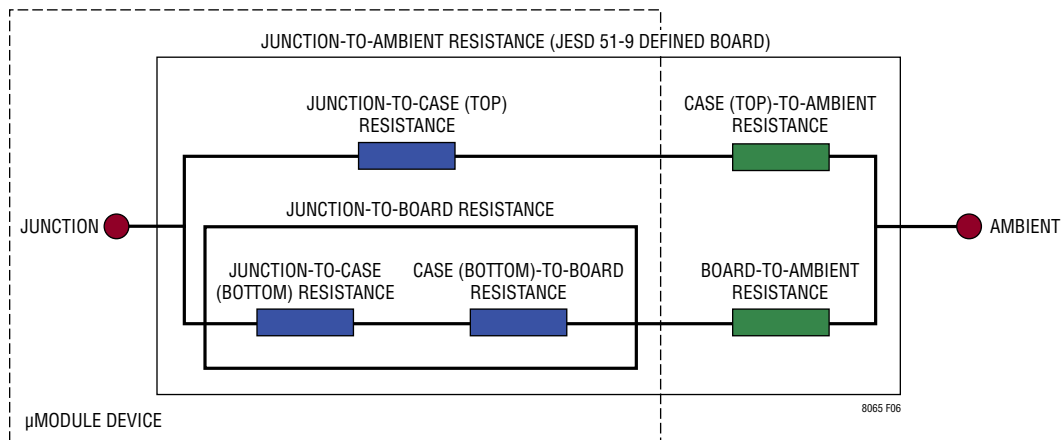 JUNCTION-TO-AMBIENT RESISTANCE (JESD 51-9 DEFINED BOARD)
JUNCTION-TO-CASE (TOP)
RESISTANCE
CASE (TOP)-TO-AMBIENT
RESISTANCE
JUNCTION-TO-BOARD RESISTANCE
JUNCTION
AMBIENT
JUNCTION-TO-CASE
(BOTTOM) RESISTANCE
CASE (BOTTOM)-TO-BOARD
RESISTANCE
BOARD-TO-AMBIENT
RESISTANCE
8065 F06
µMODULE DEVICE